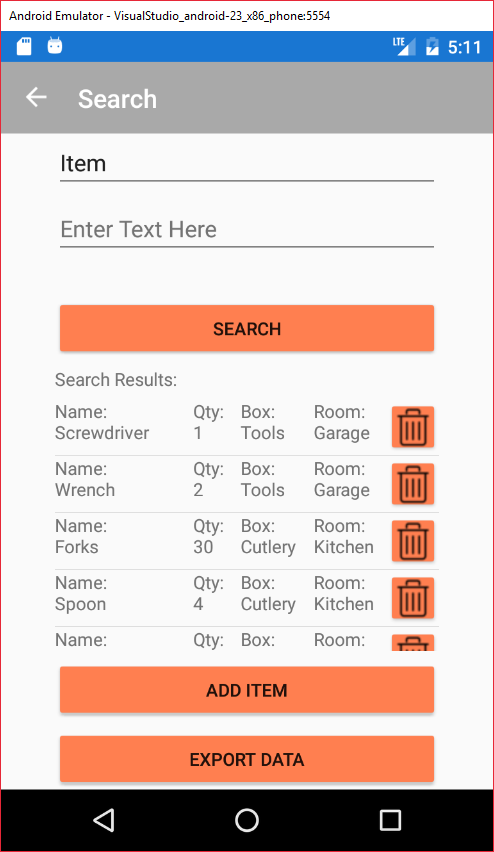 Android Emulator - VisualStudio_android-23_x86_phone:5554
LTE 5:11
Search
Item
Enter Text Here
SEARCH
Search Results:
Name: Qty: Box: Room:
Screwdriver 1 Tools Garage
Name: Qty: Box: Room:
Wrench 2 Tools Garage
Name: Qty: Box: Room:
Forks 30 Cutlery Kitchen
Name: Qty: Box: Room:
Spoon 4 Cutlery Kitchen
Name: Qty: Box: Room:
ADD ITEM
EXPORT DATA